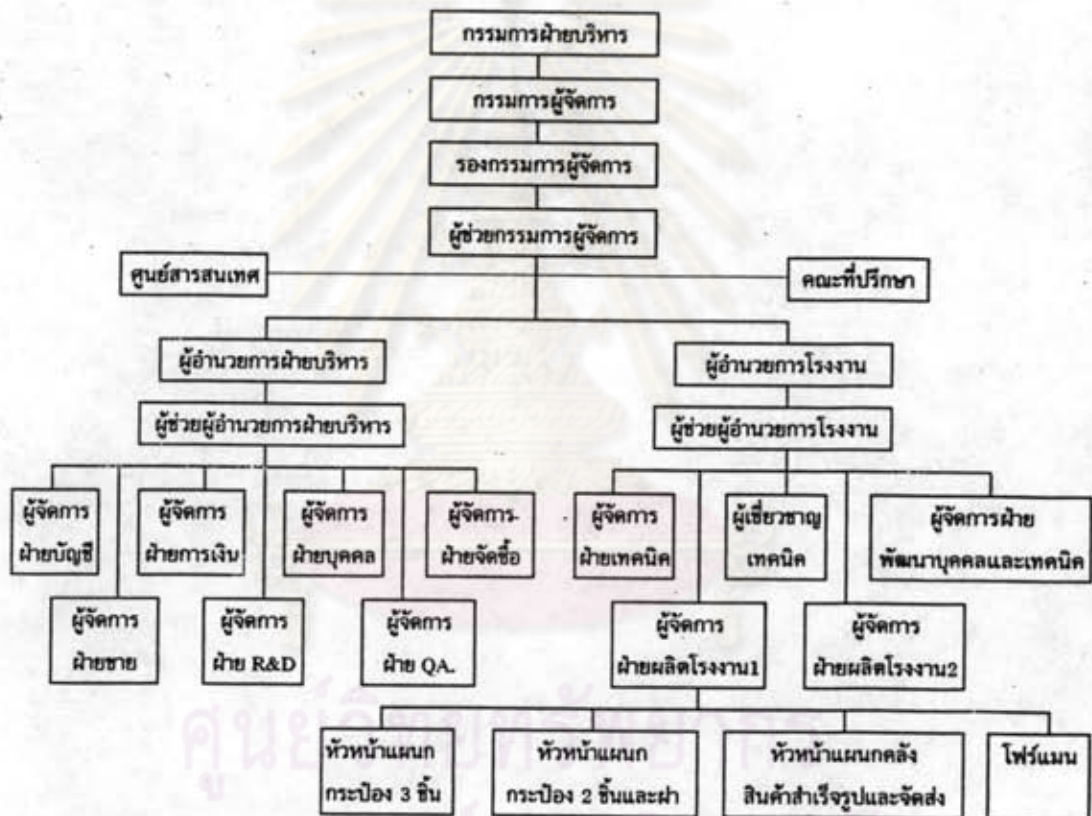 กรรมการฝ่ายบริหาร
กรรมการผู้จัดการ
รองกรรมการผู้จัดการ
ผู้ช่วยกรรมการผู้จัดการ
ศูนย์สารสนเทศ
คณะที่ปรึกษา
ผู้อำนวยการฝ่ายบริหาร
ผู้อำนวยการโรงงาน
ผู้ช่วยผู้อำนวยการฝ่ายบริหาร
ผู้ช่วยผู้อำนวยการโรงงาน
ผู้จัดการ
ฝ่ายบัญชี
ผู้จัดการ
ฝ่ายการเงิน
ผู้จัดการ
ฝ่ายบุคคล
ผู้จัดการ
ฝ่ายจัดซื้อ
ผู้จัดการ
ฝ่ายเทคนิค
ผู้เชี่ยวชาญ
เทคนิค
ผู้จัดการฝ่าย
พัฒนาบุคคลและเทคนิค
ผู้จัดการ
ฝ่ายขาย
ผู้จัดการ
ฝ่าย R&D
ผู้จัดการ
ฝ่าย QA.
ผู้จัดการ
ฝ่ายผลิตโรงงาน1
ผู้จัดการ
ฝ่ายผลิตโรงงาน2
หัวหน้าแผนก
กระป๋อง 3 ชิ้น
หัวหน้าแผนก
กระป๋อง 2 ชิ้นและฝา
หัวหน้าแผนกคลัง
สินค้าสำเร็จรูปและจัดส่ง
โฟร์แมน
ศูนย์วิทยทรัพยากร